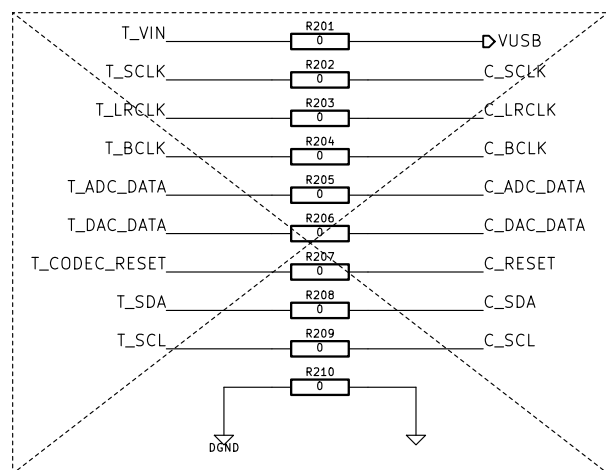 R201
T_VIN 0 VUSB
R202
T_SCLK 0 C_SCLK
R203
T_LRCLK 0 C_LRCLK
R204
T_BCLK 0 C_BCLK
R205
T_ADC_DATA 0 C_ADC_DATA
R206
T_DAC_DATA 0 C_DAC_DATA
R207
T_CODEC_RESET 0 C_RESET
R208
T_SDA 0 C_SDA
R209
T_SCL 0 C_SCL
R210
0
DGND